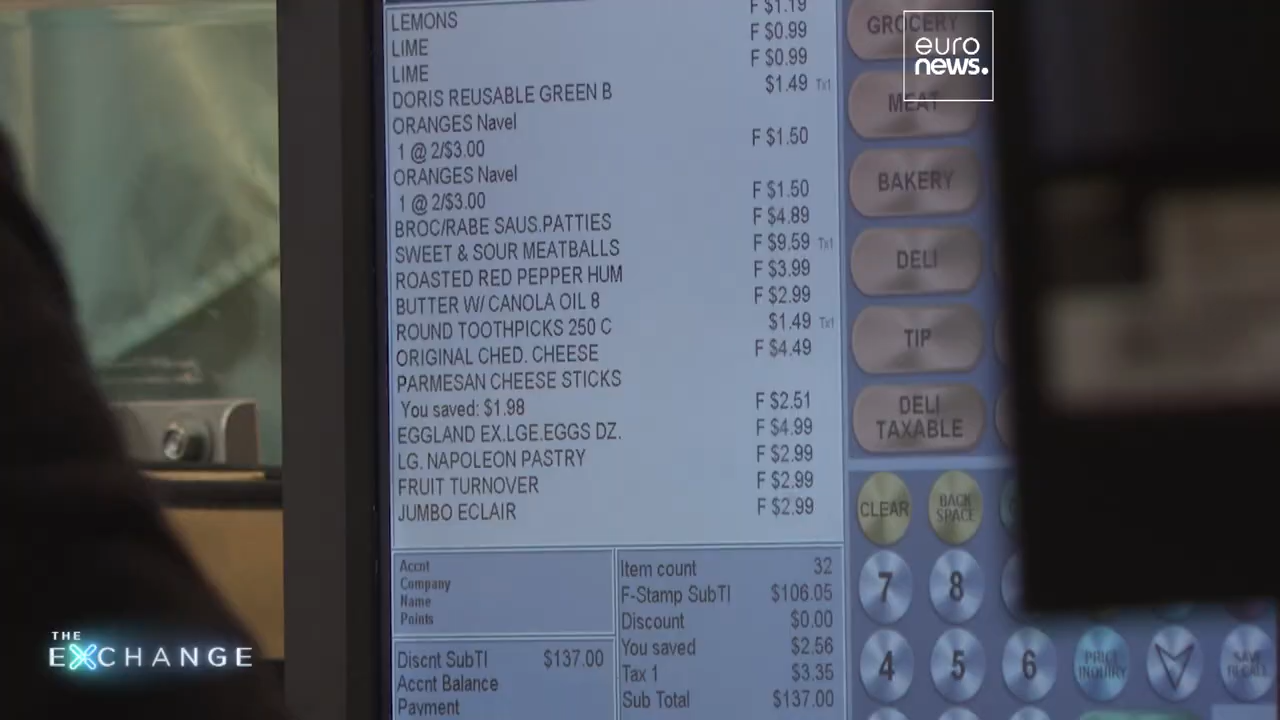 LEMONS F $1.19
LIME F $0.99
LIME F $0.99
DORIS REUSABLE GREEN B $1.49 Tx1
ORANGES Navel
1 @ 2/$3.00 F $1.50
ORANGES Navel
1 @ 2/$3.00 F $1.50
BROC/RABE SAUS.PATTIES F $4.89
SWEET & SOUR MEATBALLS F $9.59 Tx1
ROASTED RED PEPPER HUM F $3.99
BUTTER W/ CANOLA OIL 8 F $2.99
ROUND TOOTHPICKS 250 C $1.49 Tx1
ORIGINAL CHED. CHEESE F $4.49
PARMESAN CHEESE STICKS
You saved: $1.98 F $2.51
EGGLAND EX.LGE.EGGS DZ. F $4.99
LG. NAPOLEON PASTRY F $2.99
FRUIT TURNOVER F $2.99
JUMBO ECLAIR F $2.99
Accnt
Company
Name
Points
Discnt SubTl $137.00
Accnt Balance
Payment
Item count 32
F-Stamp SubTl $106.05
Discount $0.00
You saved $2.56
Tax 1 $3.35
Sub Total $137.00
GROCERY
MEAT
BAKERY
DELI
TIP
DELI
TAXABLE
CLEAR
BACK
SPACE
7 8
4 5 6
PRICE
INQUIRY
SAVE
RECALL
euro
news.
THE
EXCHANGE